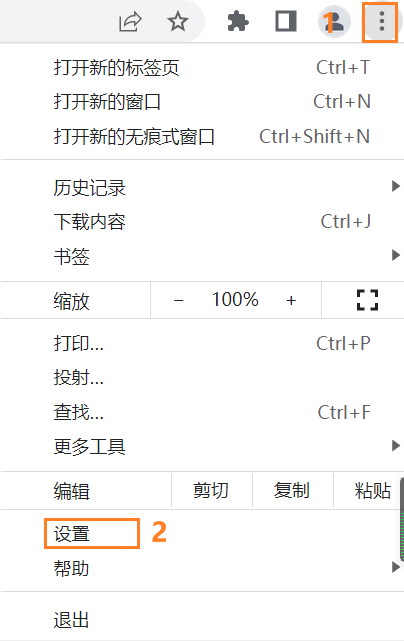 1
打开新的标签页 Ctrl+T
打开新的窗口 Ctrl+N
打开新的无痕式窗口 Ctrl+Shift+N
历史记录
下载内容 Ctrl+J
书签
缩放 − 100% +
打印... Ctrl+P
投射...
查找... Ctrl+F
更多工具
编辑 剪切 复制 粘贴
设置 2
帮助
退出